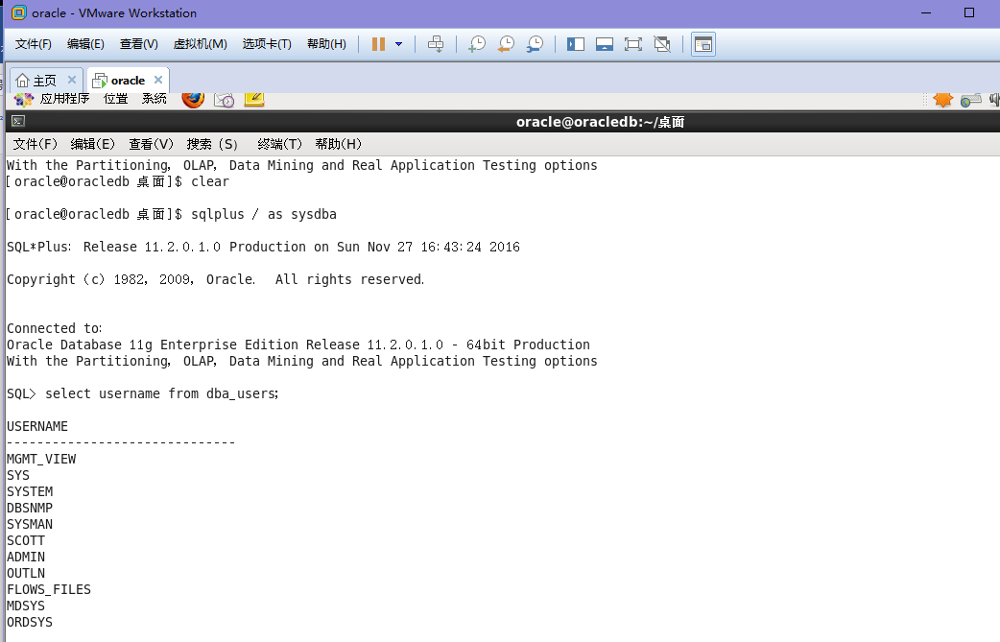 oracle - VMware Workstation
文件(F) 编辑(E) 查看(V) 虚拟机(M) 选项卡(T) 帮助(H)
主页 oracle
应用程序 位置 系统
oracle@oracledb:~/桌面
文件(F) 编辑(E) 查看(V) 搜索 (S) 终端(T) 帮助(H)
With the Partitioning, OLAP, Data Mining and Real Application Testing options
[oracle@oracledb 桌面]$ clear
[oracle@oracledb 桌面]$ sqlplus / as sysdba
SQL*Plus: Release 11.2.0.1.0 Production on Sun Nov 27 16:43:24 2016
Copyright (c) 1982, 2009, Oracle.  All rights reserved.
Connected to:
Oracle Database 11g Enterprise Edition Release 11.2.0.1.0 - 64bit Production
With the Partitioning, OLAP, Data Mining and Real Application Testing options
SQL> select username from dba_users;
USERNAME
------------------------------
MGMT_VIEW
SYS
SYSTEM
DBSNMP
SYSMAN
SCOTT
ADMIN
OUTLN
FLOWS_FILES
MDSYS
ORDSYS